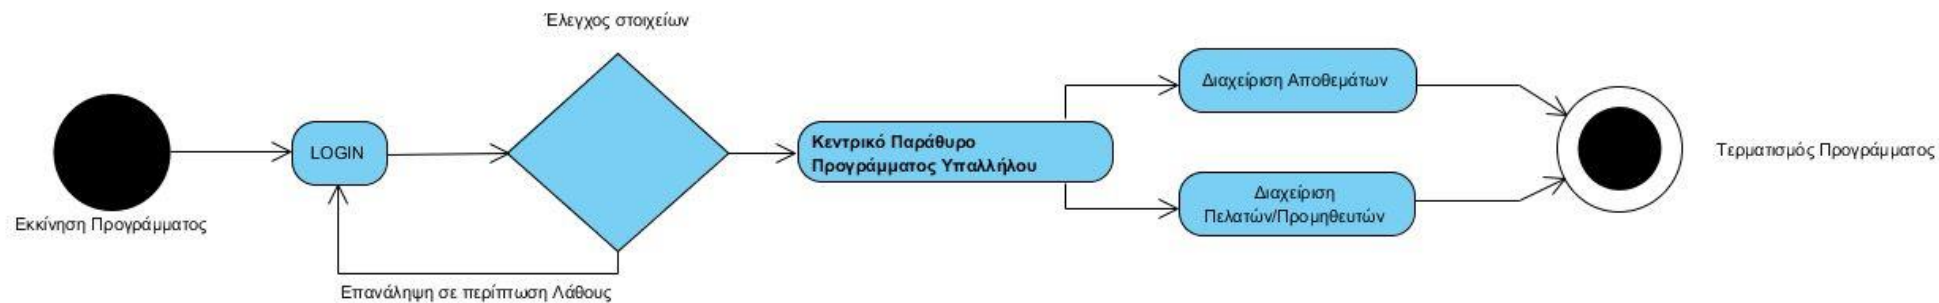 Έλεγχος στοιχείων
Εκκίνηση Προγράμματος
LOGIN
Επανάληψη σε περίπτωση Λάθους
Κεντρικό Παράθυρο
Προγράμματος Υπαλλήλου
Διαχείριση Αποθεμάτων
Διαχείριση
Πελατών/Προμηθευτών
Τερματισμός Προγράμματος